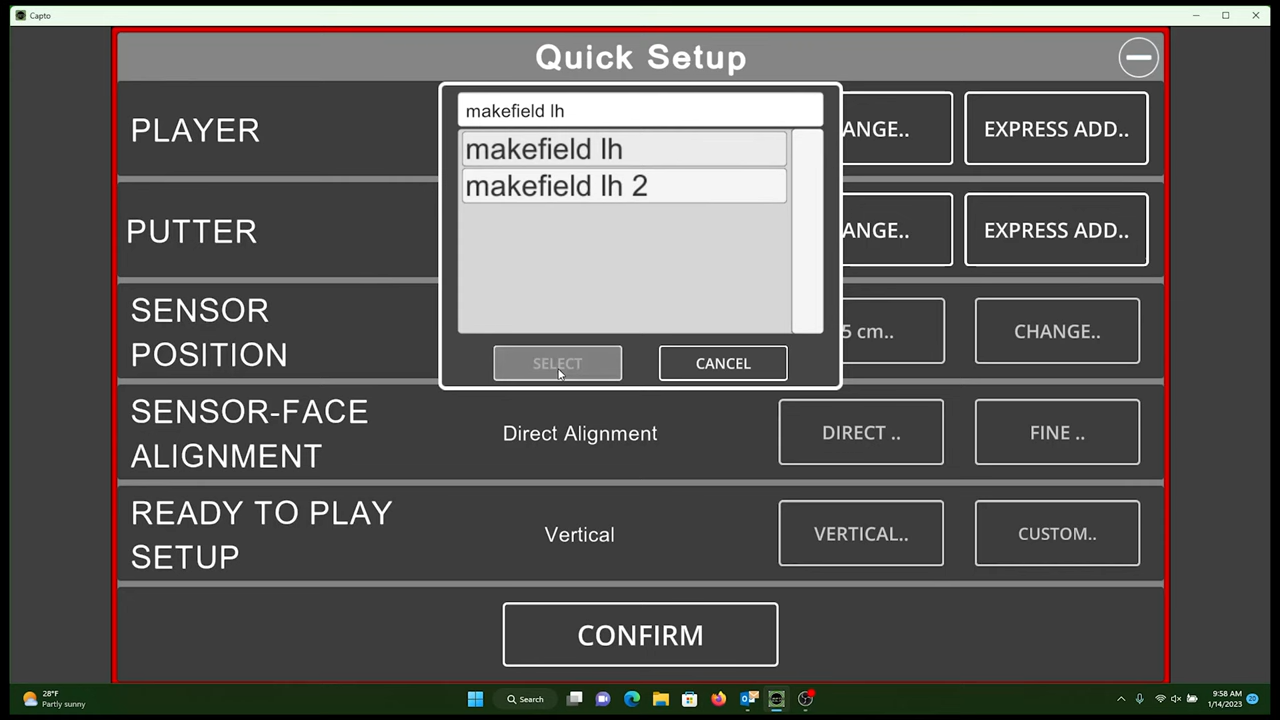 Capto
Quick Setup
makefield lh
PLAYER
makefield lh
makefield lh 2
ANGE..
EXPRESS ADD..
PUTTER
ANGE..
EXPRESS ADD..
SENSOR
POSITION
5 cm..
CHANGE..
SELECT
CANCEL
SENSOR-FACE
ALIGNMENT
Direct Alignment
DIRECT ..
FINE ..
READY TO PLAY
SETUP
Vertical
VERTICAL..
CUSTOM..
CONFIRM
28°F
Partly sunny
Search
9:58 AM
1/14/2023